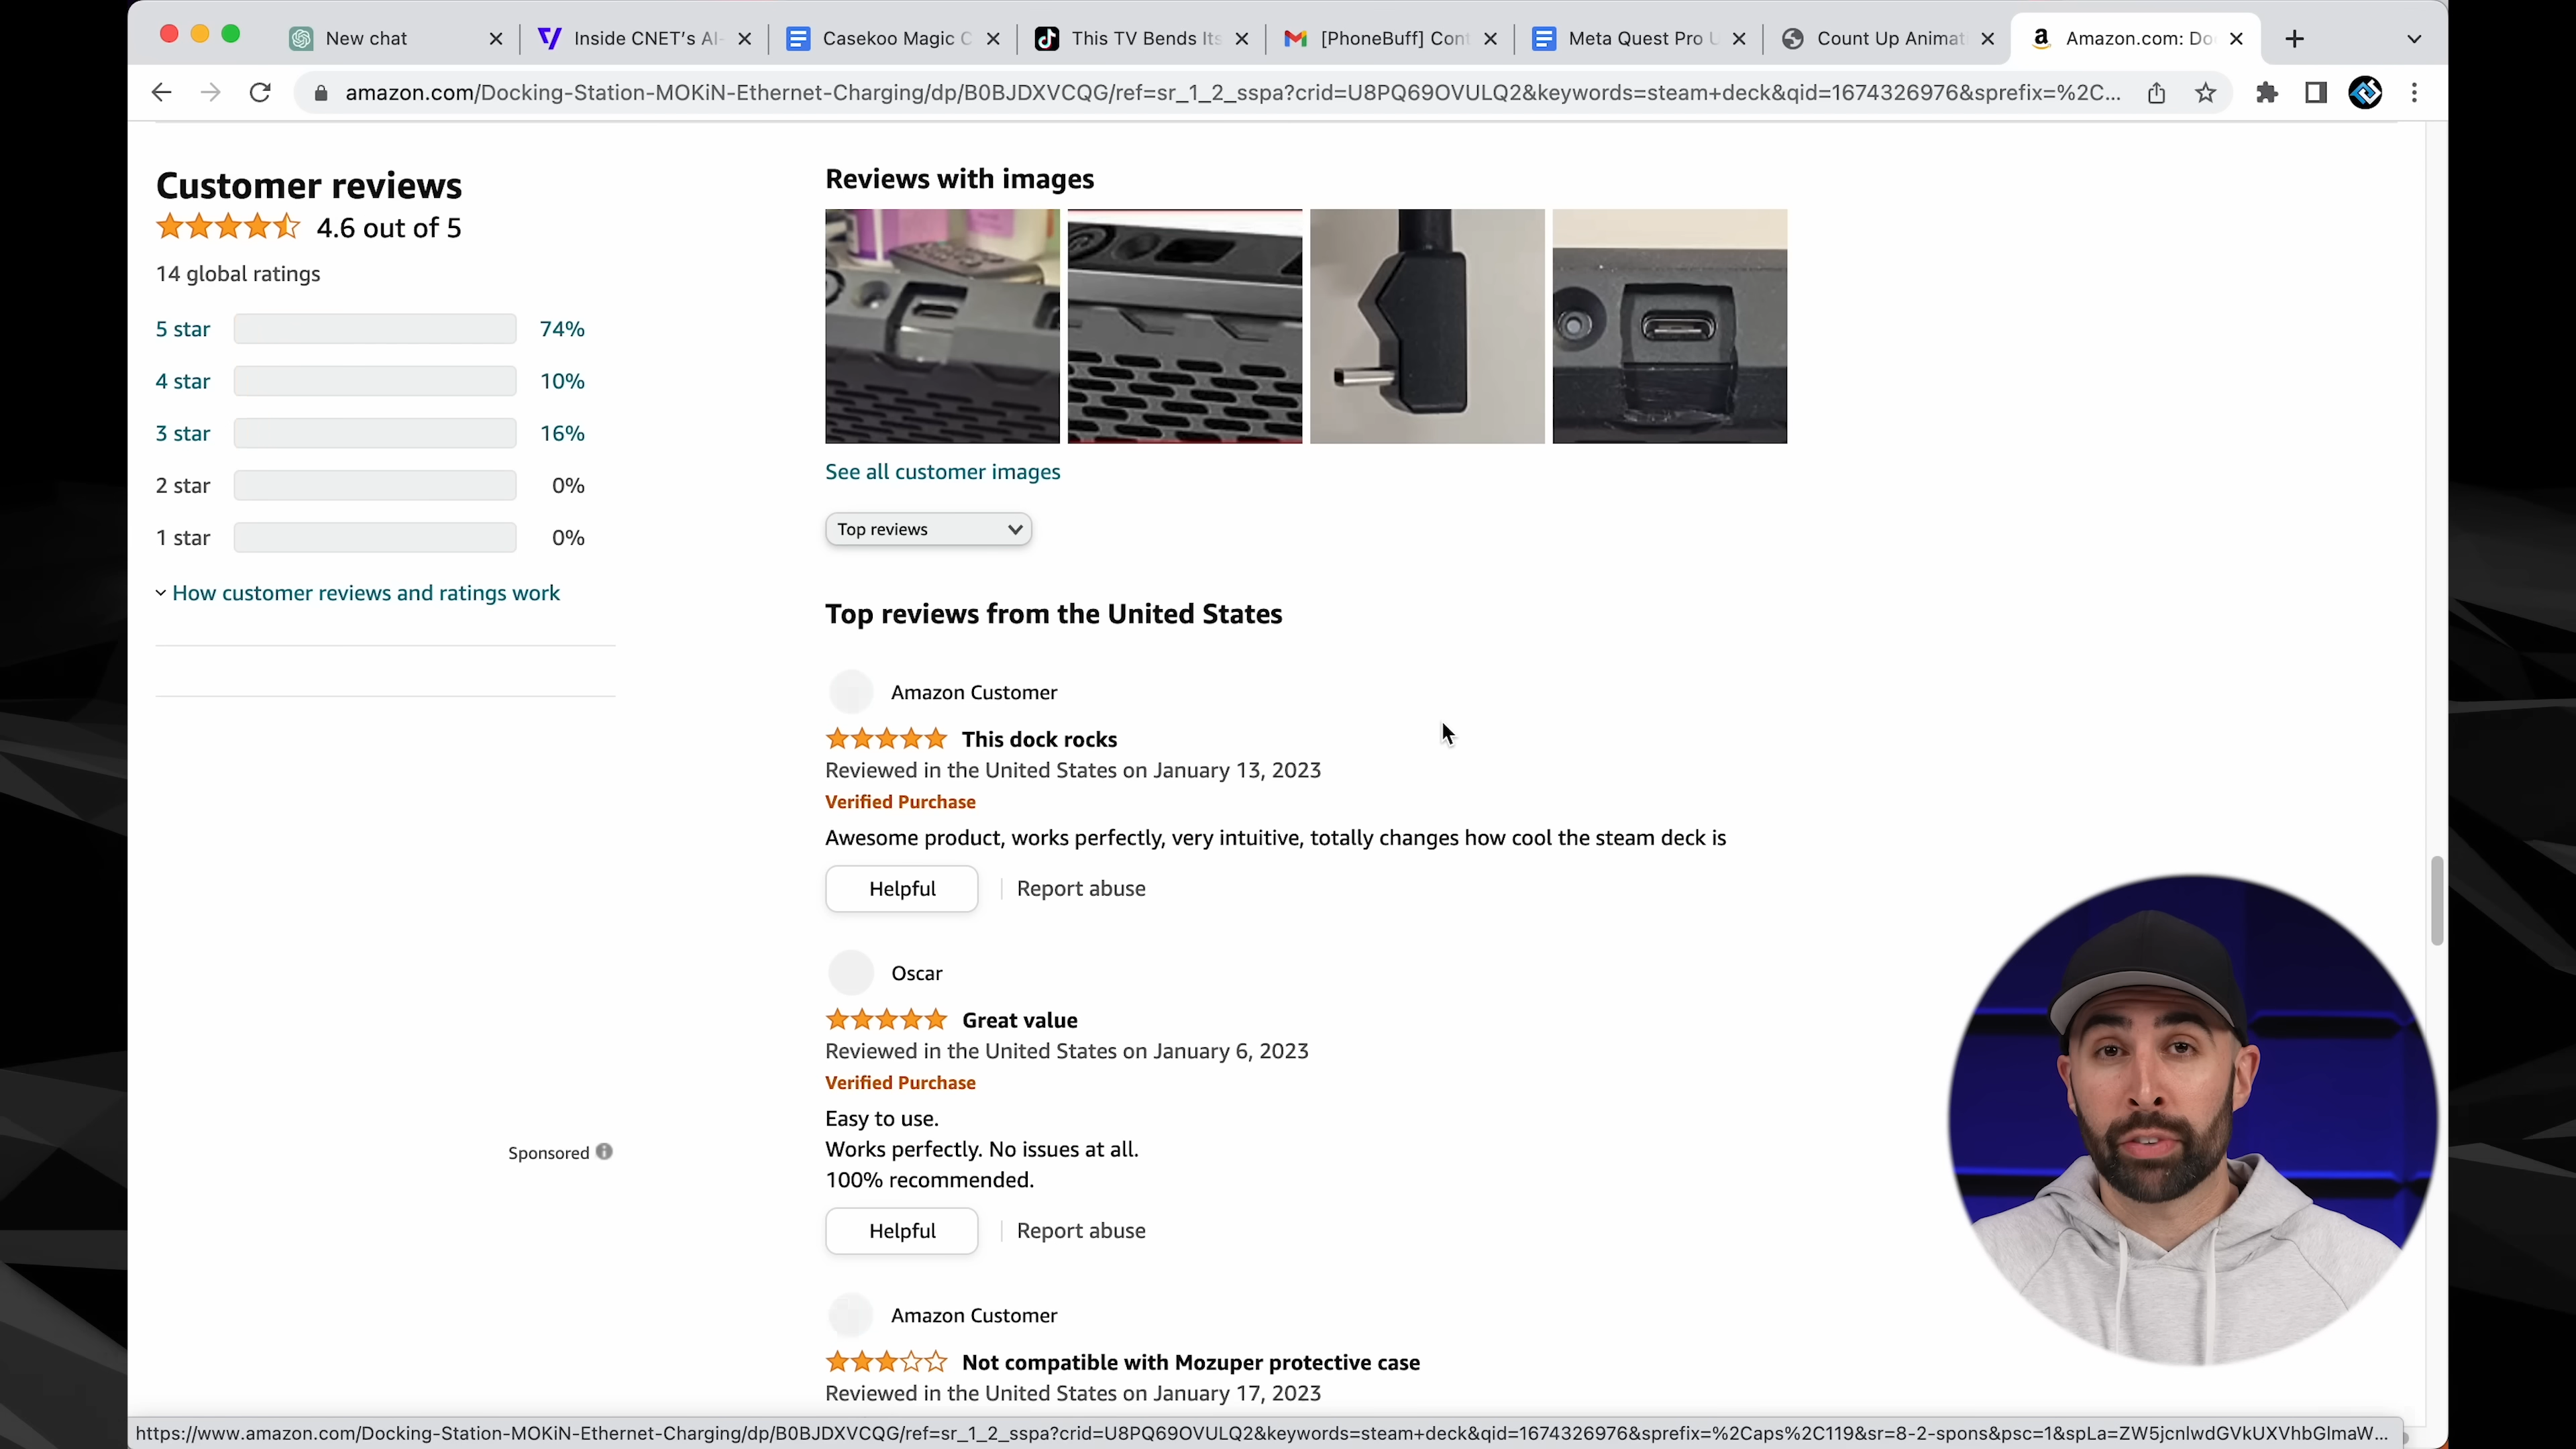 New chat
Inside CNET's AI-
Casekoo Magic C
This TV Bends Its
[PhoneBuff] Cont
Meta Quest Pro U
Count Up Animat
Amazon.com: Do
amazon.com/Docking-Station-MOKiN-Ethernet-Charging/dp/B0BJDXVCQG/ref=sr_1_2_sspa?crid=U8PQ69OVULQ2&keywords=steam+deck&qid=1674326976&sprefix=%2C...
Customer reviews
4.6 out of 5
14 global ratings
5 star 74%
4 star 10%
3 star 16%
2 star 0%
1 star 0%
How customer reviews and ratings work
Sponsored
Reviews with images
See all customer images
Top reviews
Top reviews from the United States
Amazon Customer
This dock rocks
Reviewed in the United States on January 13, 2023
Verified Purchase
Awesome product, works perfectly, very intuitive, totally changes how cool the steam deck is
Helpful
Report abuse
Oscar
Great value
Reviewed in the United States on January 6, 2023
Verified Purchase
Easy to use.
Works perfectly. No issues at all.
100% recommended.
Helpful
Report abuse
Amazon Customer
Not compatible with Mozuper protective case
Reviewed in the United States on January 17, 2023
https://www.amazon.com/Docking-Station-MOKiN-Ethernet-Charging/dp/B0BJDXVCQG/ref=sr_1_2_sspa?crid=U8PQ69OVULQ2&keywords=steam+deck&qid=1674326976&sprefix=%2Caps%2C119&sr=8-2-spons&psc=1&spLa=ZW5jcnlwdGVkUXVhbGlmaW...